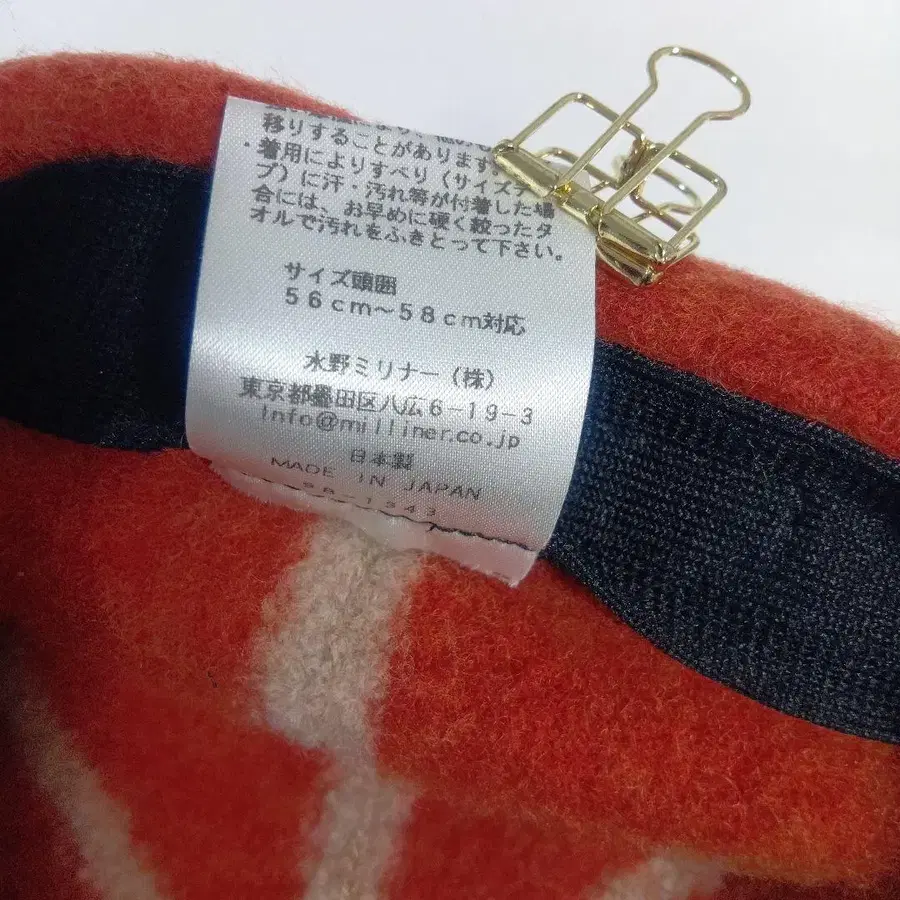 移りすることがあります
・着用によりすべり（サイズテー
プ）に汗・汚れ等が付着した場
合には、お早めに硬く絞ったタ
オルで汚れをふきとって下さい。
サイズ頭囲
56cm〜58cm対応
水野ミリナー（株）
東京都墨田区八広6-19-3
info@milliner.co.jp
日本製
MADE IN JAPAN
SB-1543